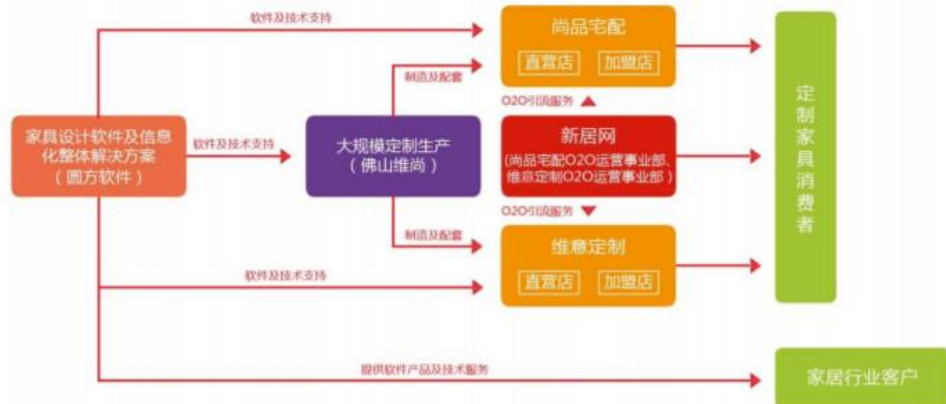 软件及技术支持
尚品宅配
直营店 加盟店
制造及配套
O2O引流服务
家具设计软件及信息
化整体解决方案
（圆方软件）
软件及技术支持
大规模定制生产
（佛山维尚）
新居网
(尚品宅配O2O运营事业部、
维意定制O2O运营事业部）
O2O引流服务
制造及配套
维意定制
直营店 加盟店
软件及技术支持
定制家具消费者
提供软件产品及技术服务
家居行业客户